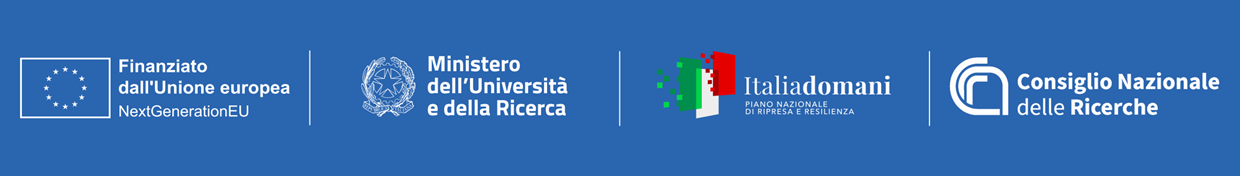 Finanziato
dall'Unione europea
NextGenerationEU
Ministero
dell'Università
e della Ricerca
Italiadomani
PIANO NAZIONALE
DI RIPRESA E RESILIENZA
Consiglio Nazionale
delle Ricerche